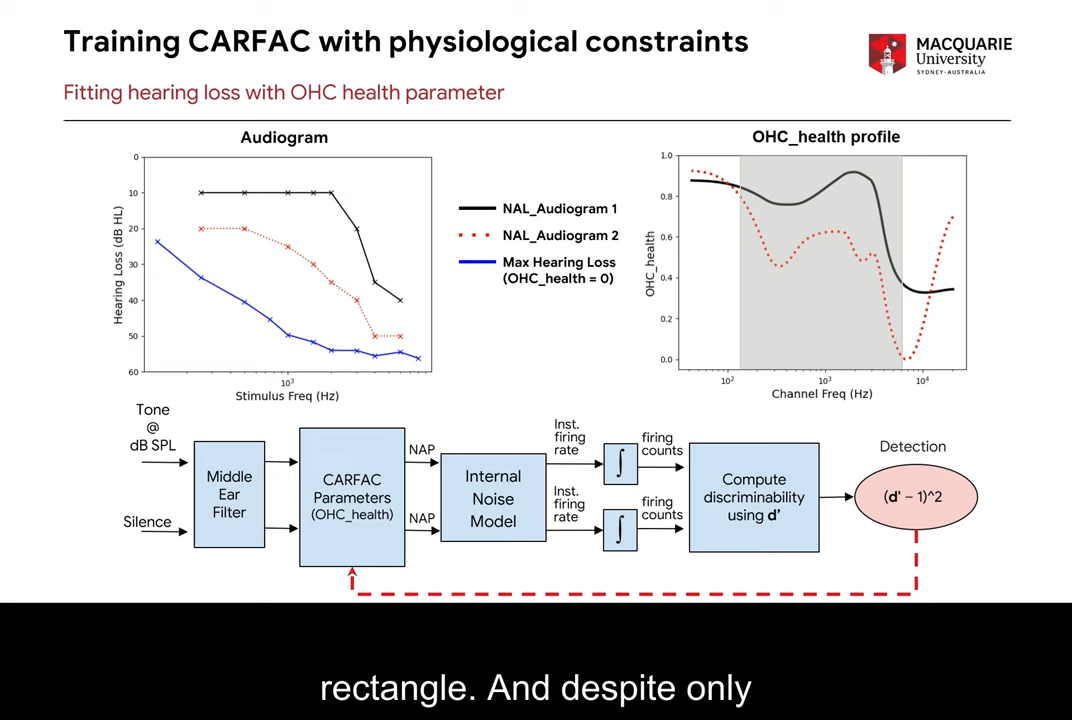 Training CARFAC with physiological constraints
MACQUARIE
University
SYDNEY·AUSTRALIA
Fitting hearing loss with OHC health parameter
Audiogram
0
10
20
30
40
50
60
Hearing Loss (dB HL)
10³
Stimulus Freq (Hz)
NAL_Audiogram 1
NAL_Audiogram 2
Max Hearing Loss
(OHC_health = 0)
OHC_health profile
1.0
0.8
0.6
0.4
0.2
0.0
OHC_health
10² 10³ 10⁴
Channel Freq (Hz)
Tone
@
dB SPL
Silence
Middle
Ear
Filter
CARFAC
Parameters
(OHC_health)
NAP
NAP
Internal
Noise
Model
Inst.
firing
rate
Inst.
firing
rate
∫
∫
firing
counts
firing
counts
Compute
discriminability
using d'
Detection
(d' − 1)^2
rectangle. And despite only